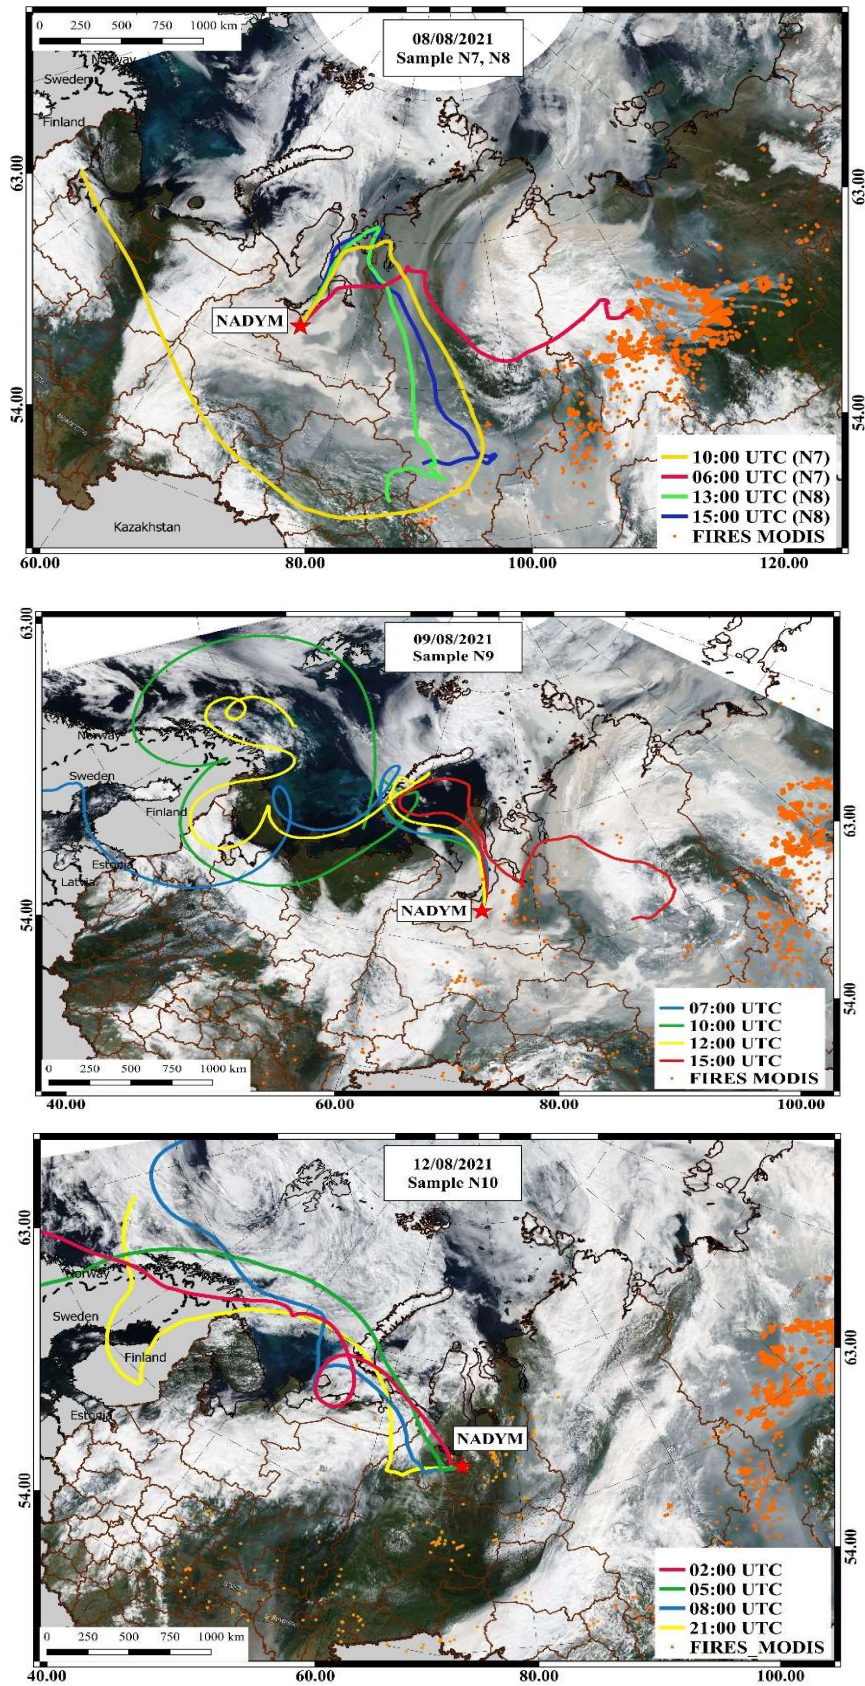 0 250 500 750 1000 km
08/08/2021
Sample N7, N8
Norway
Sweden
Finland
63.00
63.00
NADYM
54.00
54.00
Kazakhstan
10:00 UTC (N7)
06:00 UTC (N7)
13:00 UTC (N8)
15:00 UTC (N8)
FIRES MODIS
60.00 80.00 100.00 120.00
63.00
09/08/2021
Sample N9
Norway
Sweden
Finland
63.00
Estonia
Latvia
NADYM
54.00
54.00
07:00 UTC
10:00 UTC
12:00 UTC
15:00 UTC
FIRES MODIS
0 250 500 750 1000 km
40.00 60.00 80.00 100.00
12/08/2021
Sample N10
63.00
Norway
Sweden
Finland
63.00
Estonia
NADYM
54.00
54.00
02:00 UTC
05:00 UTC
08:00 UTC
21:00 UTC
FIRES_MODIS
0 250 500 750 1000 km
40.00 60.00 80.00 100.00